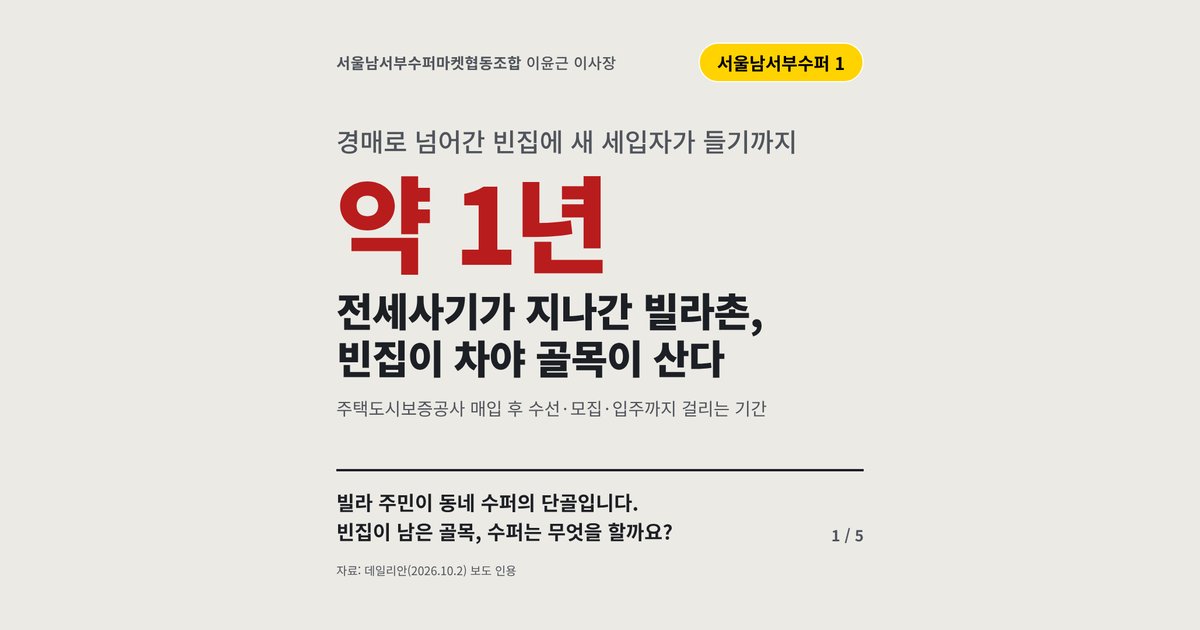 서울남서부수퍼마켓협동조합 이윤근 이사장
서울남서부수퍼 1
경매로 넘어간 빈집에 새 세입자가 들기까지
약 1년
전세사기가 지나간 빌라촌,
빈집이 차야 골목이 산다
주택도시보증공사 매입 후 수선·모집·입주까지 걸리는 기간
빌라 주민이 동네 수퍼의 단골입니다.
빈집이 남은 골목, 수퍼는 무엇을 할까요?
1 / 5
자료: 데일리안(2026.10.2) 보도 인용